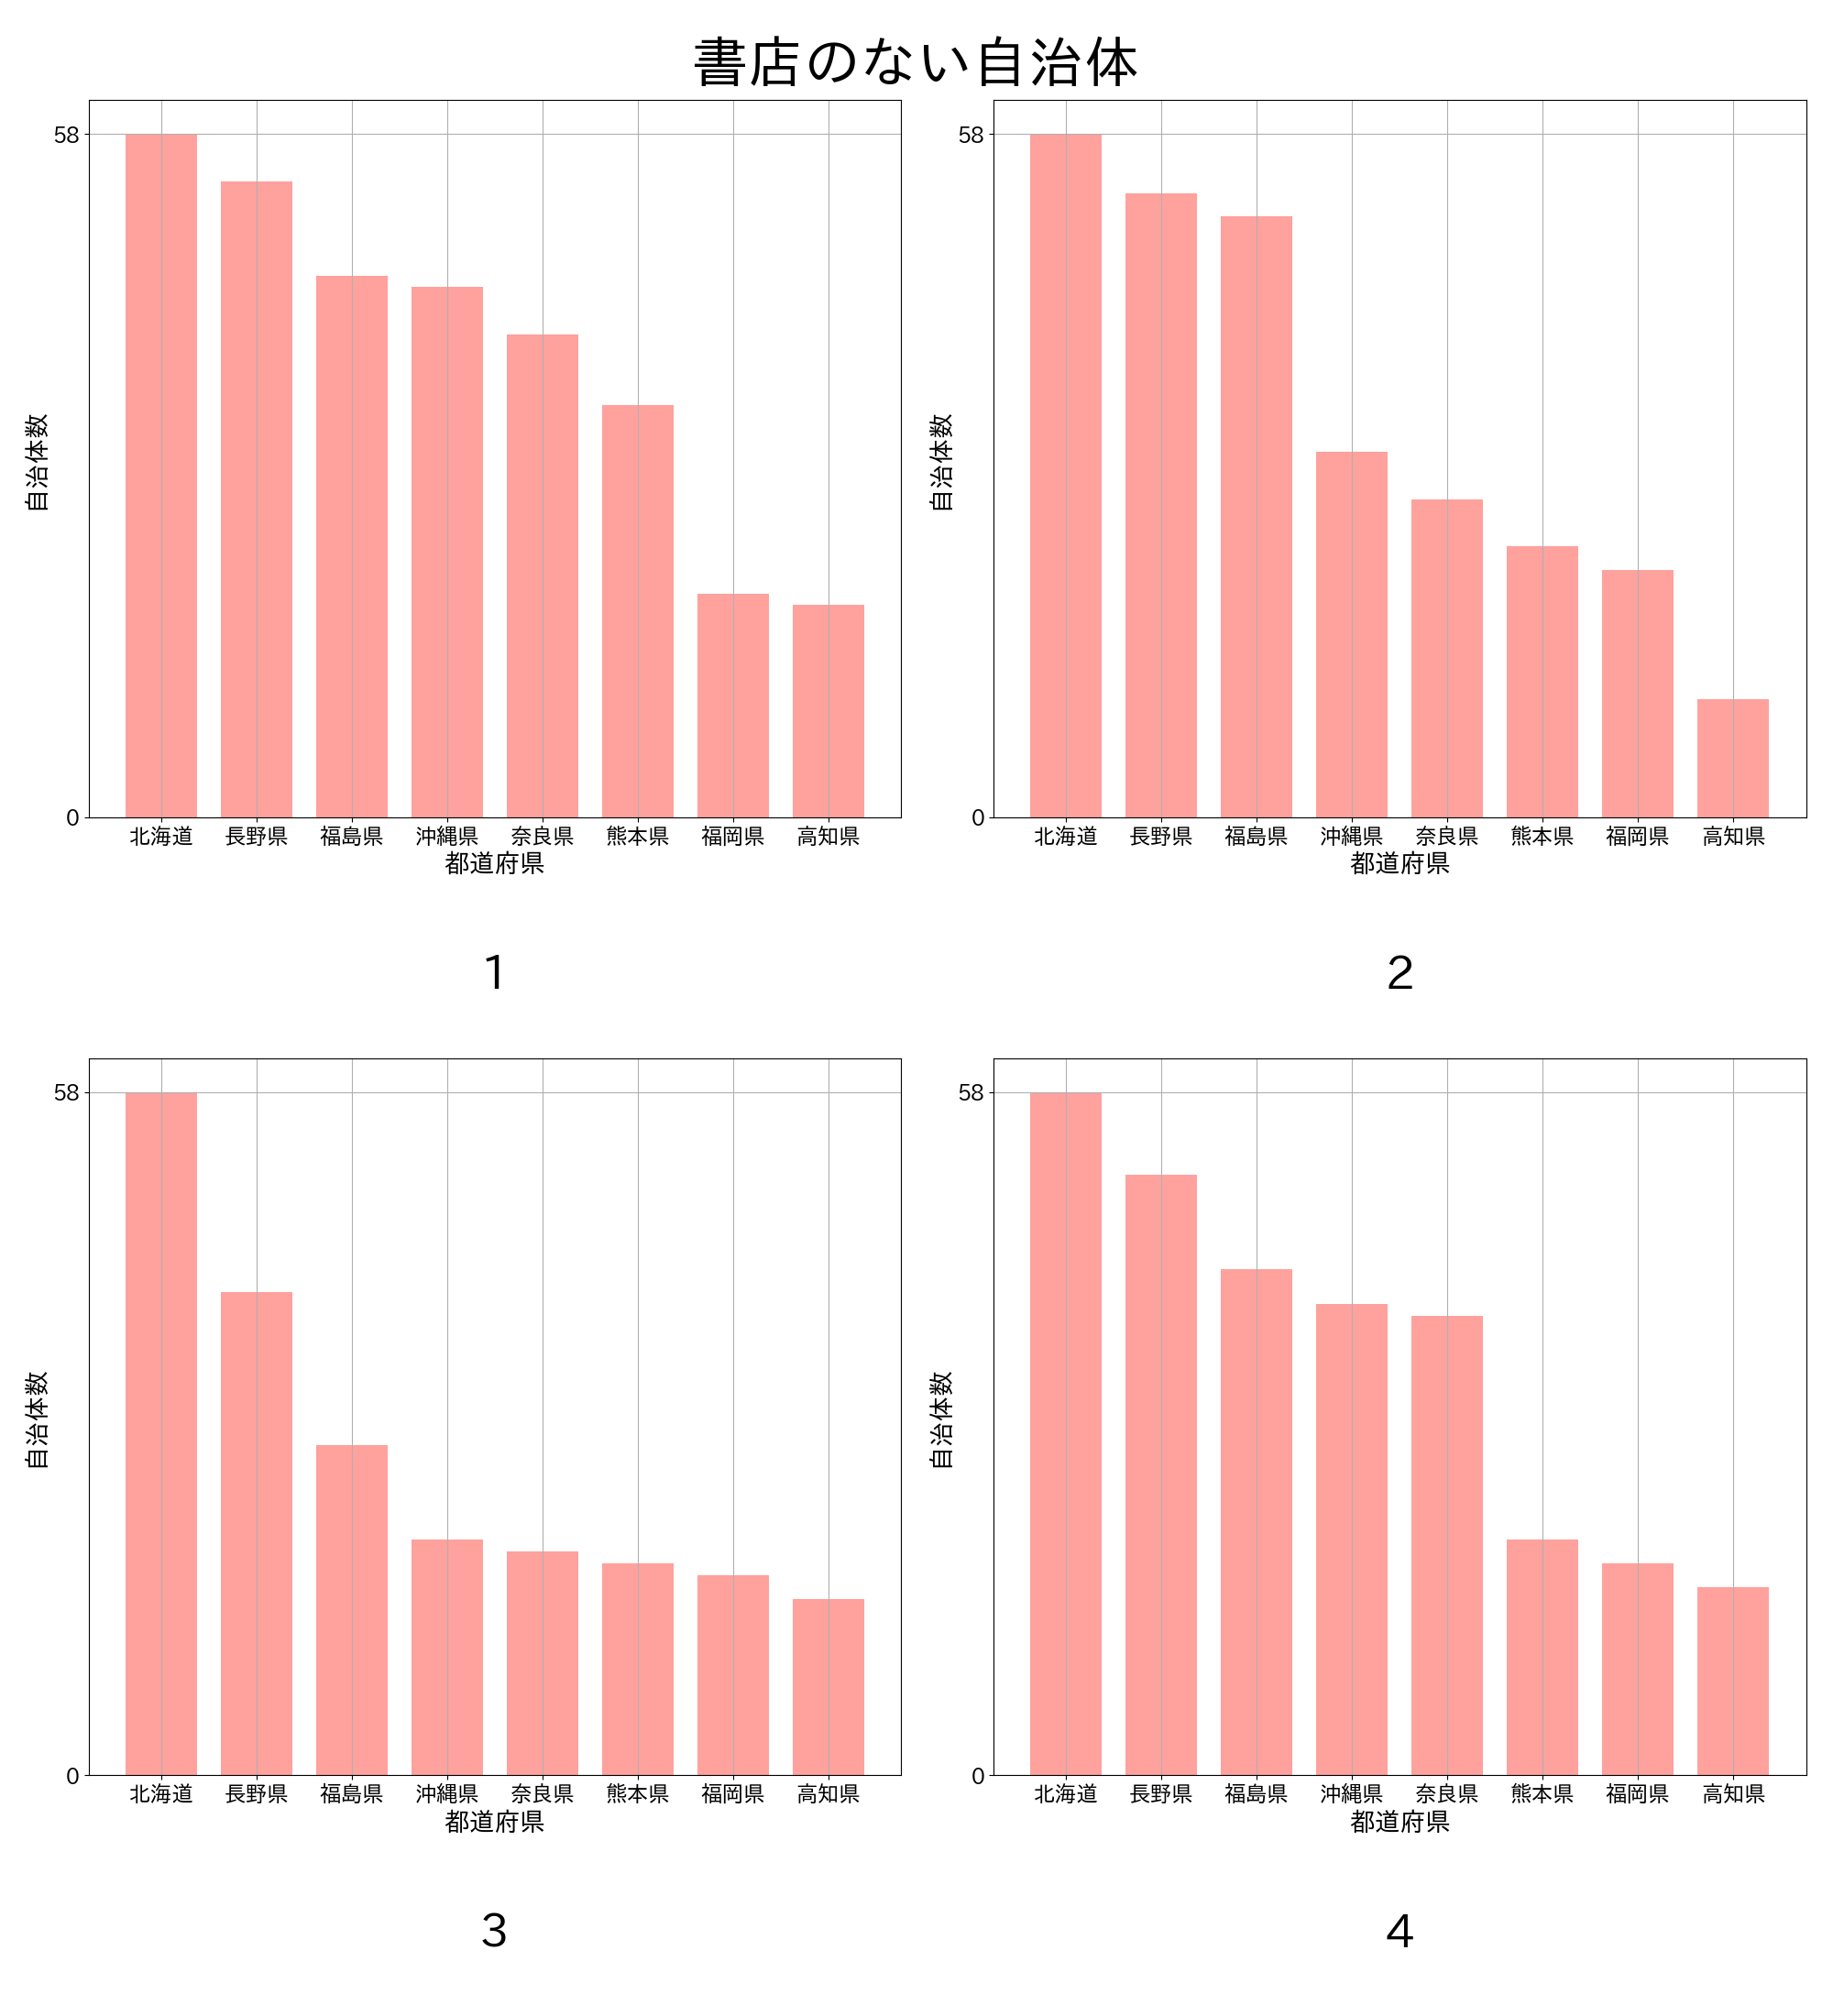 書店のない自治体
58
0
自治体数
北海道 長野県 福島県 沖縄県 奈良県 熊本県 福岡県 高知県
都道府県
1
58
0
自治体数
北海道 長野県 福島県 沖縄県 奈良県 熊本県 福岡県 高知県
都道府県
2
58
0
自治体数
北海道 長野県 福島県 沖縄県 奈良県 熊本県 福岡県 高知県
都道府県
3
58
0
自治体数
北海道 長野県 福島県 沖縄県 奈良県 熊本県 福岡県 高知県
都道府県
4